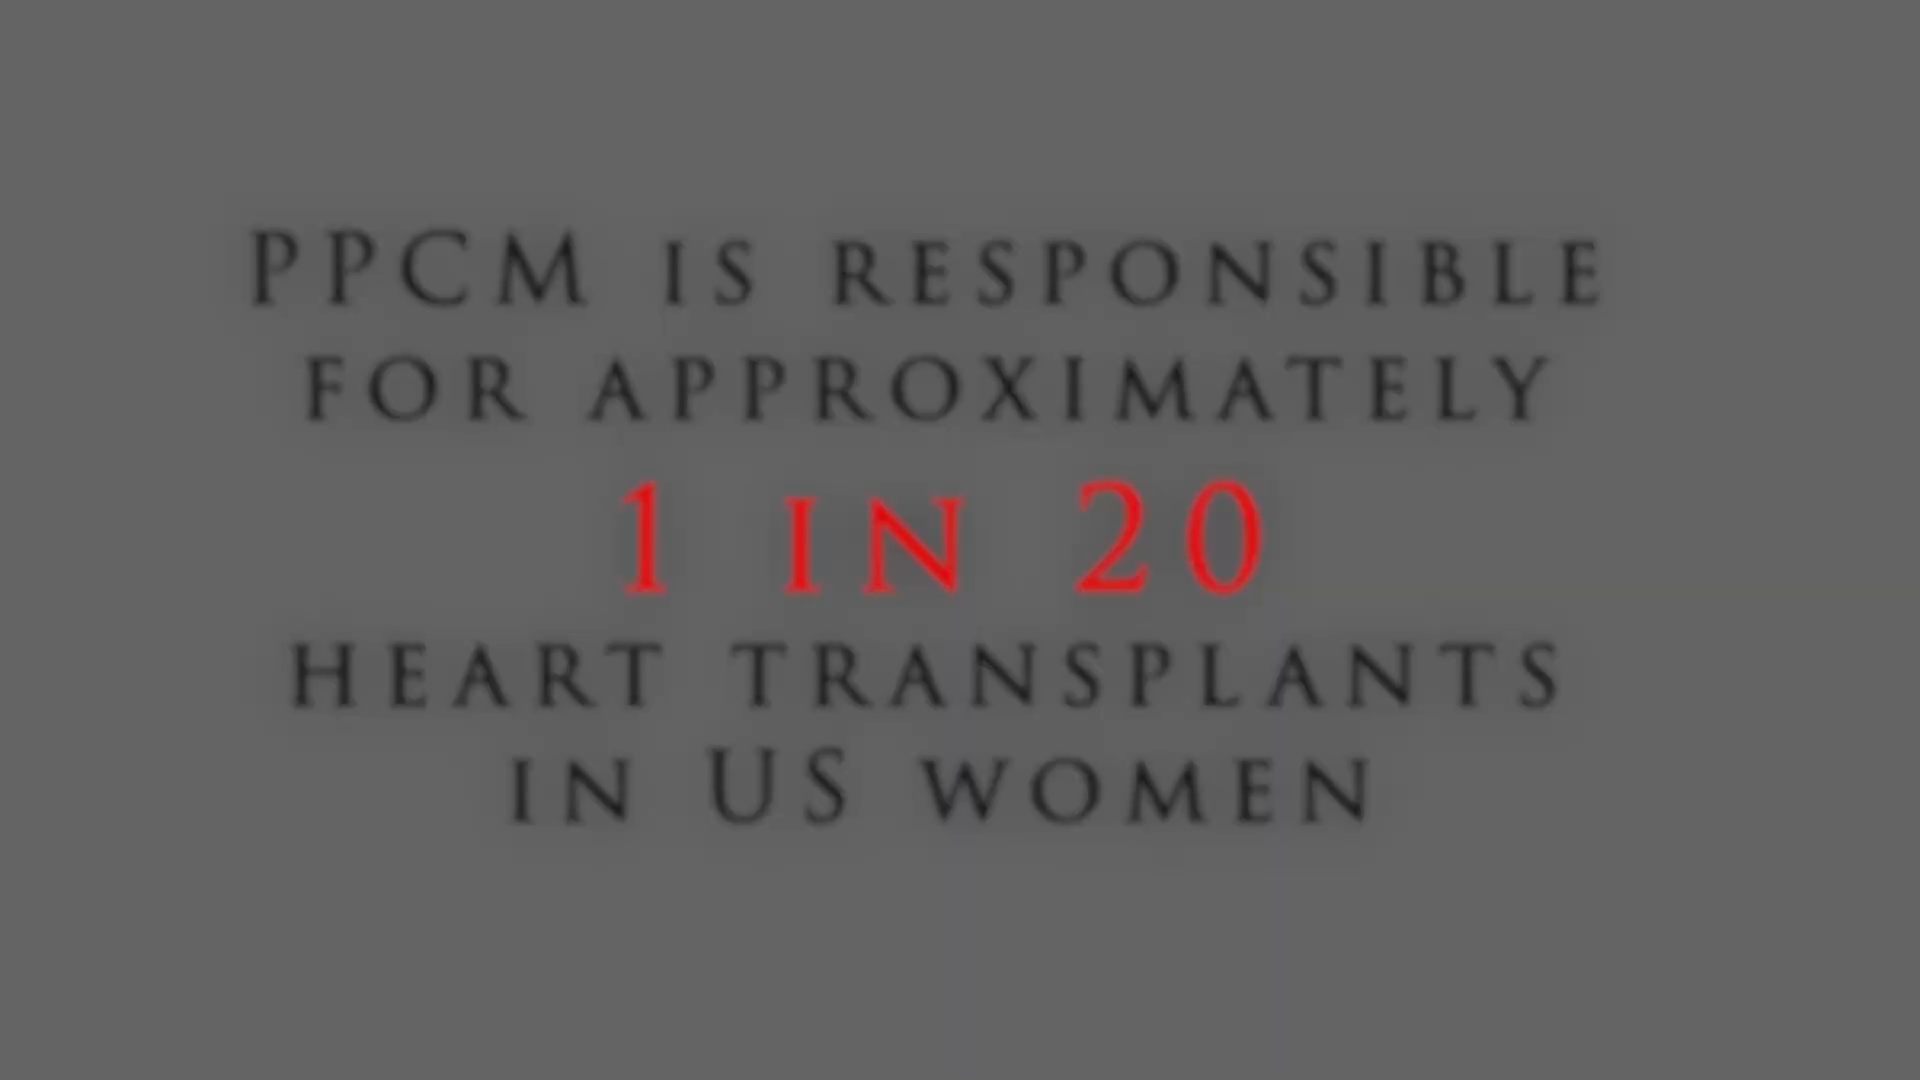 PPCM IS RESPONSIBLE
FOR APPROXIMATELY
1 IN 20
HEART TRANSPLANTS
IN US WOMEN